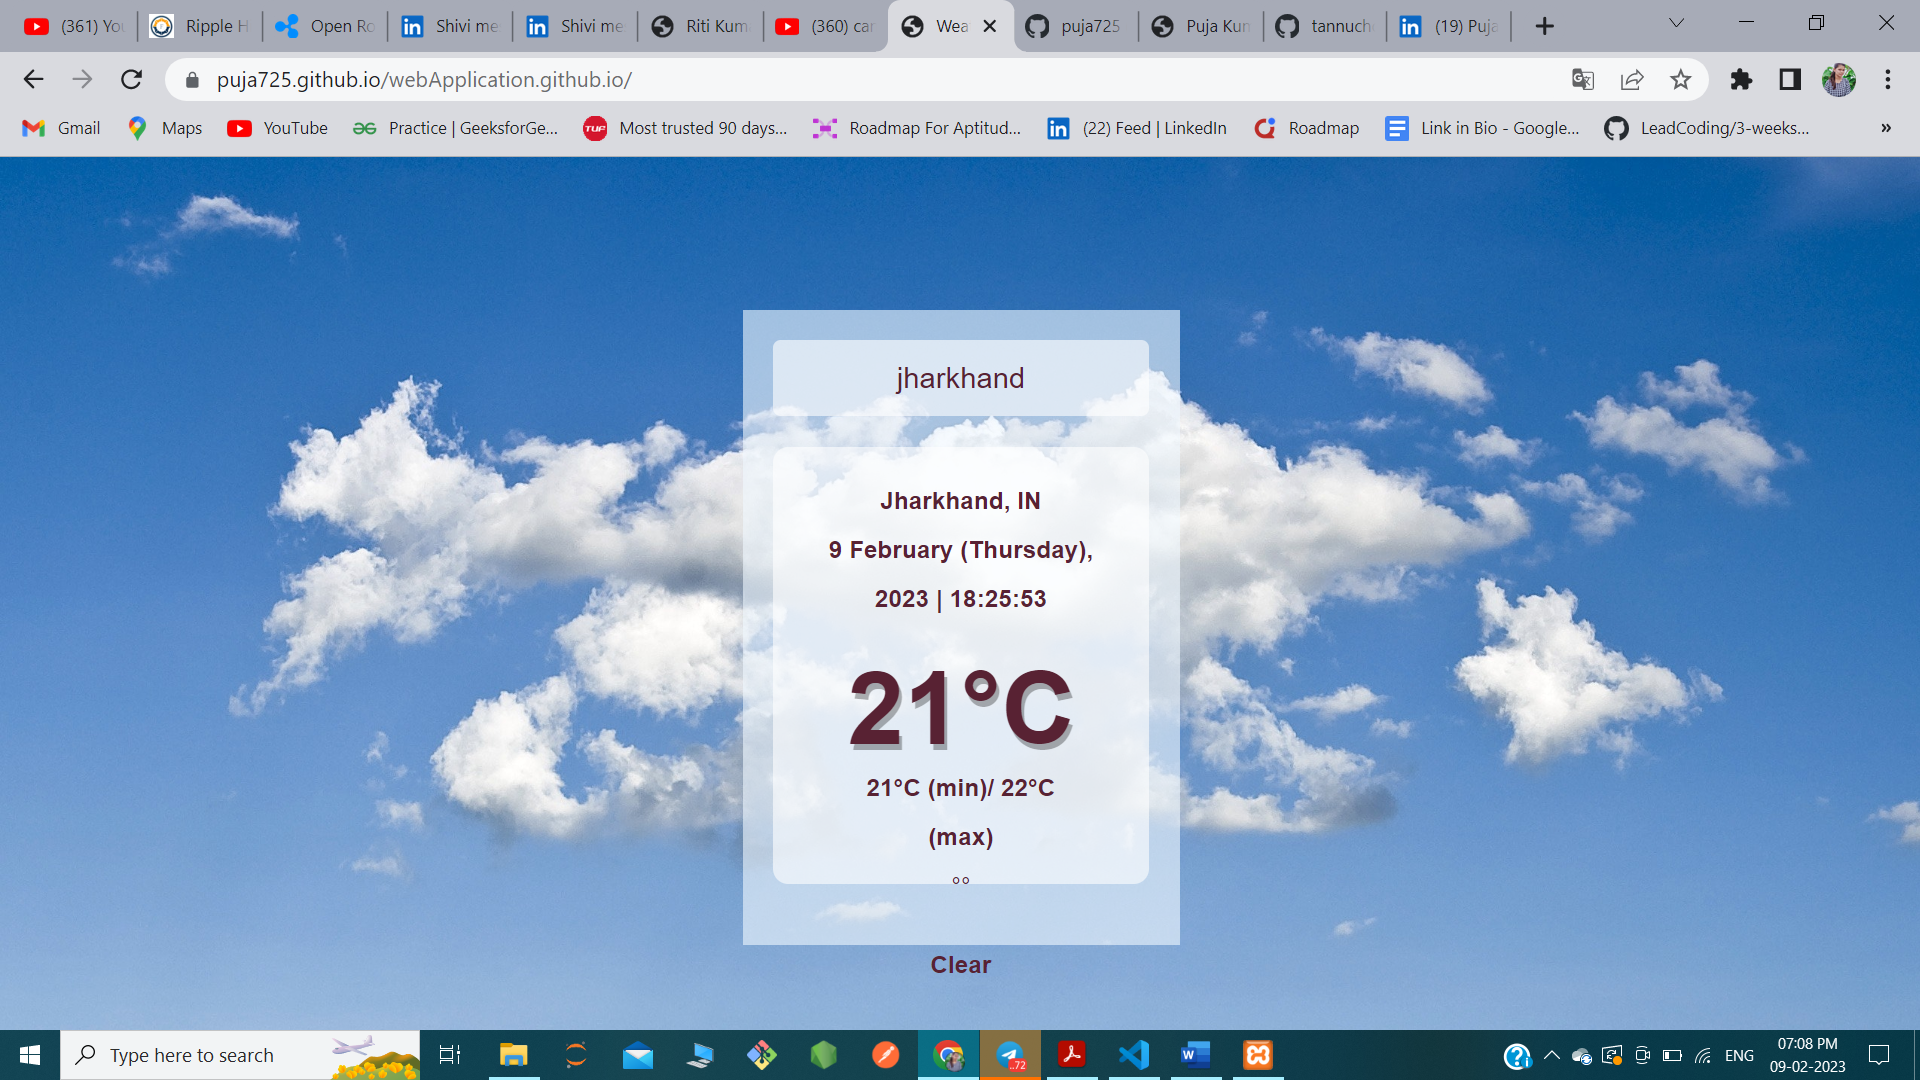 (361) Yo
Ripple H
Open Ro
Shivi me
Shivi me
Riti Kum
(360) car
Wea
puja725
Puja Kum
tannuch
(19) Puja
puja725.github.io/webApplication.github.io/
Gmail
Maps
YouTube
Practice | GeeksforGe...
TUF
Most trusted 90 days...
Roadmap For Aptitud...
(22) Feed | LinkedIn
Roadmap
Link in Bio - Google...
LeadCoding/3-weeks...
»
jharkhand
Jharkhand, IN
9 February (Thursday),
2023 | 18:25:53
21°C
21°C (min)/ 22°C
(max)
°°
Clear
Type here to search
..72
ENG
07:08 PM
09-02-2023